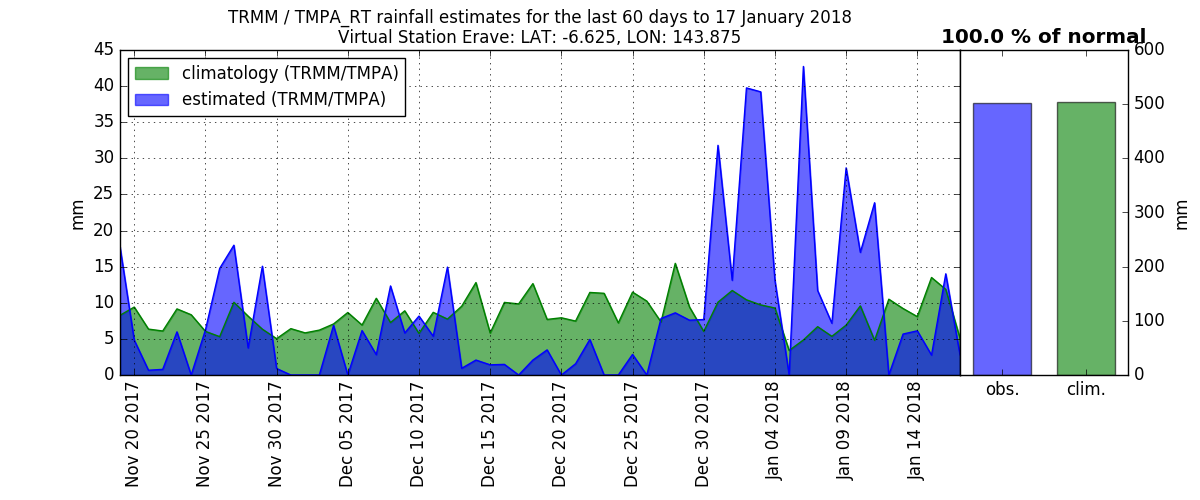 TRMM / TMPA_RT rainfall estimates for the last 60 days to 17 January 2018
Virtual Station Erave: LAT: -6.625, LON: 143.875
100.0 % of normal
climatology (TRMM/TMPA)
estimated (TRMM/TMPA)
mm
45
40
35
30
25
20
15
10
5
0
Nov 20 2017
Nov 25 2017
Nov 30 2017
Dec 05 2017
Dec 10 2017
Dec 15 2017
Dec 20 2017
Dec 25 2017
Dec 30 2017
Jan 04 2018
Jan 09 2018
Jan 14 2018
obs.
clim.
600
500
400
300
200
100
0
mm